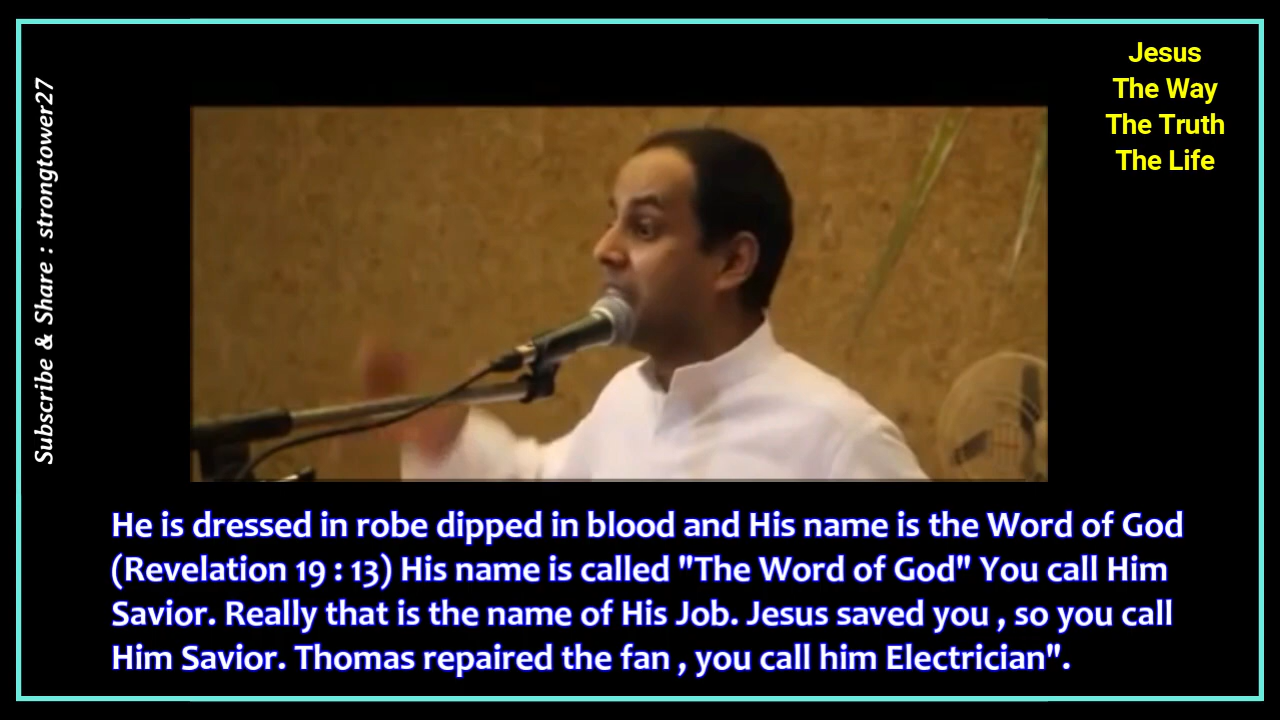 Jesus
The Way
The Truth
The Life
Subscribe & Share : strongtower27
He is dressed in robe dipped in blood and His name is the Word of God
(Revelation 19 : 13) His name is called "The Word of God" You call Him
Savior. Really that is the name of His Job. Jesus saved you , so you call
Him Savior. Thomas repaired the fan , you call him Electrician".